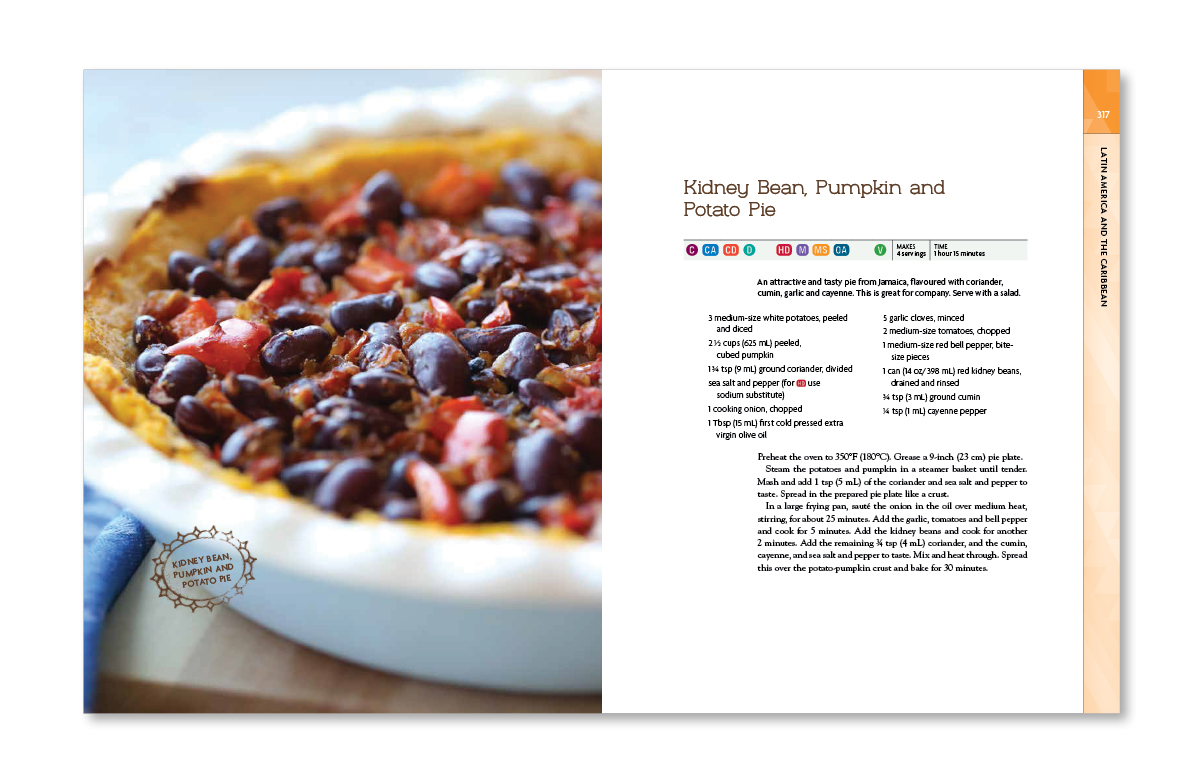 KIDNEY BEAN,
PUMPKIN AND
POTATO PIE
317
LATIN AMERICA AND THE CARIBBEAN
Kidney Bean, Pumpkin and
Potato Pie
C CA CD D HD M MS OA V
MAKES
4 servings
TIME
1 hour 15 minutes
An attractive and tasty pie from Jamaica, flavoured with coriander,
cumin, garlic and cayenne. This is great for company. Serve with a salad.
3 medium-size white potatoes, peeled
and diced
2½ cups (625 mL) peeled,
cubed pumpkin
1¾ tsp (9 mL) ground coriander, divided
sea salt and pepper (for HD use
sodium substitute)
1 cooking onion, chopped
1 Tbsp (15 mL) first cold pressed extra
virgin olive oil
5 garlic cloves, minced
2 medium-size tomatoes, chopped
1 medium-size red bell pepper, bite-
size pieces
1 can (14 oz/398 mL) red kidney beans,
drained and rinsed
¾ tsp (3 mL) ground cumin
¼ tsp (1 mL) cayenne pepper
Preheat the oven to 350°F (180°C). Grease a 9-inch (23 cm) pie plate.
Steam the potatoes and pumpkin in a steamer basket until tender.
Mash and add 1 tsp (5 mL) of the coriander and sea salt and pepper to
taste. Spread in the prepared pie plate like a crust.
In a large frying pan, sauté the onion in the oil over medium heat,
stirring, for about 25 minutes. Add the garlic, tomatoes and bell pepper
and cook for 5 minutes. Add the kidney beans and cook for another
2 minutes. Add the remaining ¾ tsp (4 mL) coriander, and the cumin,
cayenne, and sea salt and pepper to taste. Mix and heat through. Spread
this over the potato-pumpkin crust and bake for 30 minutes.